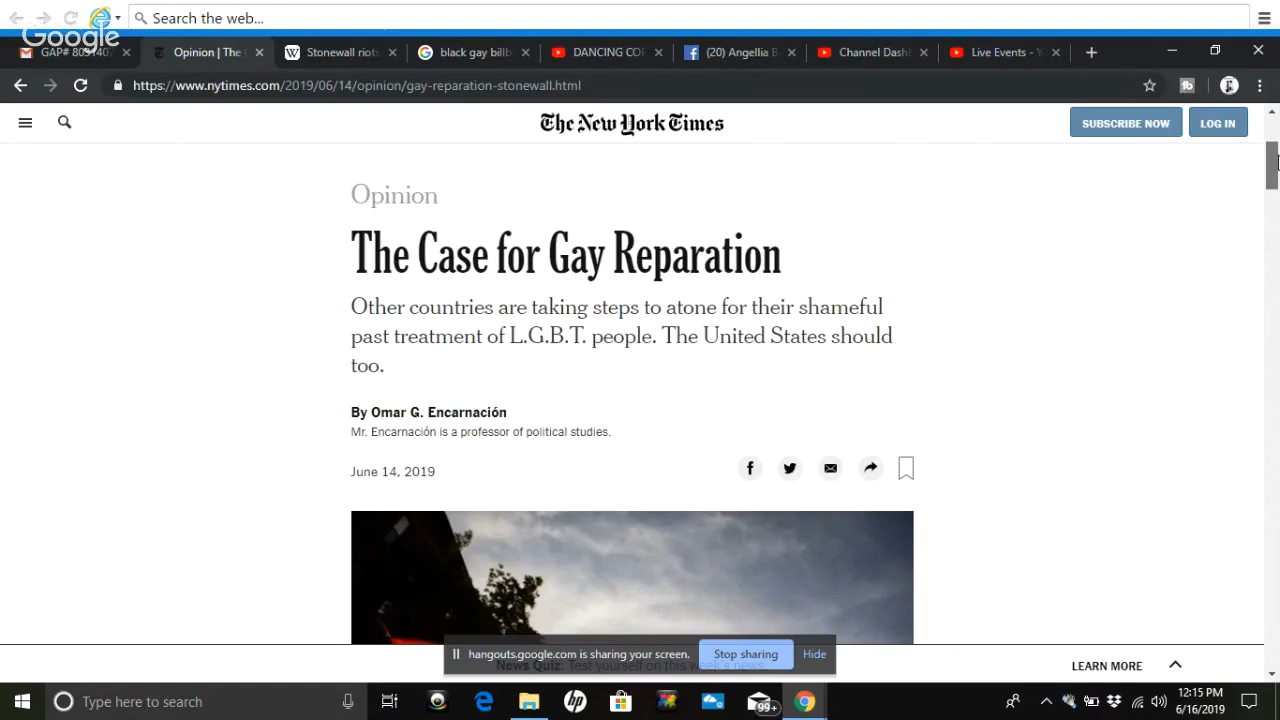 Search the web...
Google
GAP# 8051407
Opinion | The
Stonewall riots
black gay billb
DANCING COP
(20) Angellia B
Channel Dash
Live Events - Y
https://www.nytimes.com/2019/06/14/opinion/gay-reparation-stonewall.html
The New York Times
SUBSCRIBE NOW
LOG IN
Opinion
The Case for Gay Reparation
Other countries are taking steps to atone for their shameful
past treatment of L.G.B.T. people. The United States should
too.
By Omar G. Encarnación
Mr. Encarnación is a professor of political studies.
June 14, 2019
hangouts.google.com is sharing your screen.
Stop sharing
Hide
News Quiz: Test yourself on this week's news.
LEARN MORE
Type here to search
99+
12:15 PM
6/16/2019